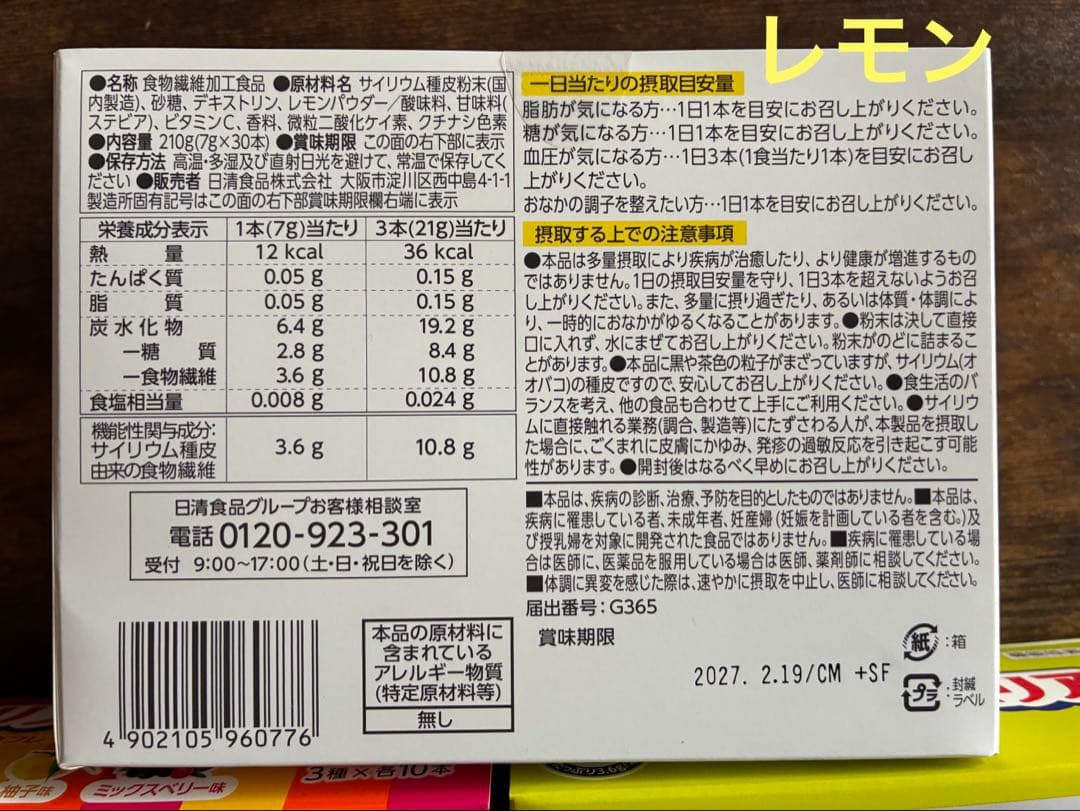 レモン
●名称 食物繊維加工食品 ●原材料名 サイリウム種皮粉末(国
内製造)、砂糖、デキストリン、レモンパウダー/酸味料、甘味料(
ステビア)、ビタミンC、香料、微粒二酸化ケイ素、クチナシ色素
●内容量 210g(7g×30本) ●賞味期限 この面の右下部に表示
●保存方法 高温・多湿及び直射日光を避けて、常温で保存してく
ださい ●販売者 日清食品株式会社 大阪市淀川区西中島4-1-1
製造所固有記号はこの面の右下部賞味期限欄右端に表示
栄養成分表示 1本(7g)当たり 3本(21g)当たり
熱量 12 kcal 36 kcal
たんぱく質 0.05 g 0.15 g
脂質 0.05 g 0.15 g
炭水化物 6.4 g 19.2 g
―糖質 2.8 g 8.4 g
―食物繊維 3.6 g 10.8 g
食塩相当量 0.008 g 0.024 g
機能性関与成分:
サイリウム種皮 3.6 g 10.8 g
由来の食物繊維
日清食品グループお客様相談室
電話 0120-923-301
受付 9:00~17:00(土・日・祝日を除く)
4 902105 960776
本品の原材料に
含まれている
アレルギー物質
(特定原材料等)
無し
一日当たりの摂取目安量
脂肪が気になる方…1日1本を目安にお召し上がりください。
糖が気になる方…1日1本を目安にお召し上がりください。
血圧が気になる方…1日3本(1食当たり1本)を目安にお召し
上がりください。
おなかの調子を整えたい方…1日1本を目安にお召し上がりください。
摂取する上での注意事項
●本品は多量摂取により疾病が治癒したり、より健康が増進するもの
ではありません。1日の摂取目安量を守り、1日3本を超えないようお召
し上がりください。また、多量に摂り過ぎたり、あるいは体質・体調によ
り、一時的におなかがゆるくなることがあります。●粉末は決して直接
口に入れず、水にまぜてお召し上がりください。粉末がのどに詰まるこ
とがあります。●本品に黒や茶色の粒子がまざっていますが、サイリウム(オ
オバコ)の種皮ですので、安心してお召し上がりください。●食生活のバ
ランスを考え、他の食品も合わせて上手にご利用ください。●サイリウ
ムに直接触れる業務(調合、製造等)にたずさわる人が、本製品を摂取し
た場合に、ごくまれに皮膚にかゆみ、発疹の過敏反応を引き起こす可能
性があります。●開封後はなるべく早めにお召し上がりください。
■本品は、疾病の診断、治療、予防を目的としたものではありません。■本品は、
疾病に罹患している者、未成年者、妊産婦(妊娠を計画している者を含む。)及
び授乳婦を対象に開発された食品ではありません。■疾病に罹患している場
合は医師に、医薬品を服用している場合は医師、薬剤師に相談してください。
■体調に異変を感じた際は、速やかに摂取を中止し、医師に相談してください。
届出番号:G365
賞味期限
2027. 2.19/CM +SF
紙 :箱
プラ :封緘
ラベル
柚子味
ミックスベリー味
3種×各10本